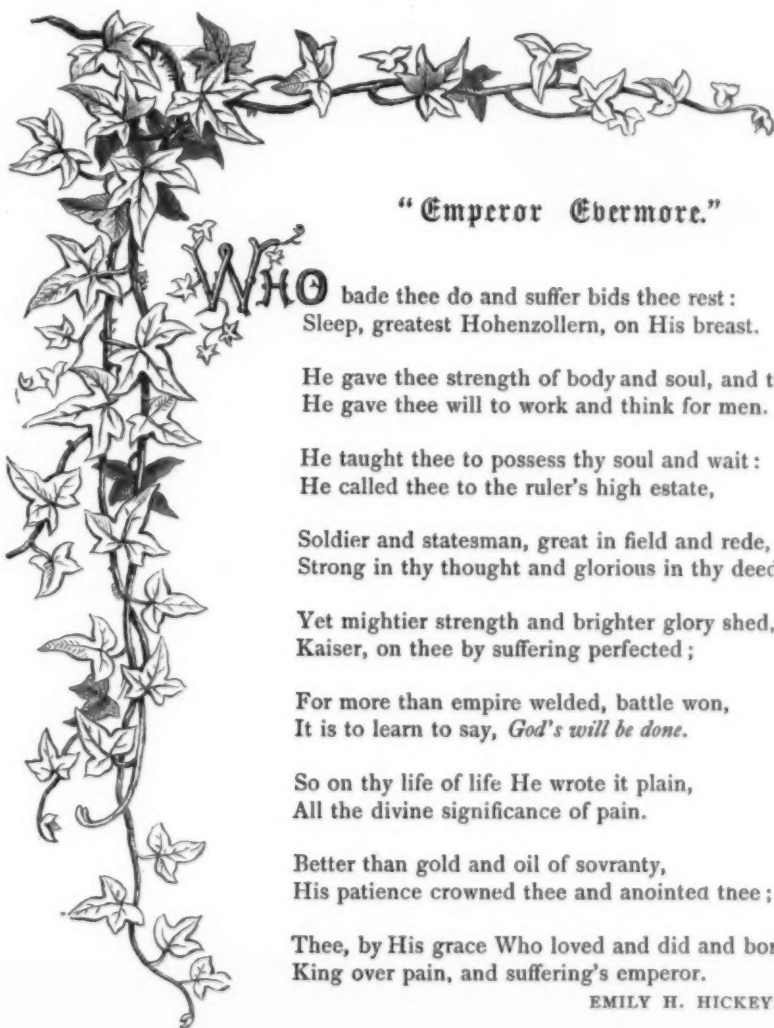 "Emperor Evermore."
WHO bade thee do and suffer bids thee rest:
Sleep, greatest Hohenzollern, on His breast.
He gave thee strength of body and soul, and t
He gave thee will to work and think for men.
He taught thee to possess thy soul and wait:
He called thee to the ruler's high estate,
Soldier and statesman, great in field and rede,
Strong in thy thought and glorious in thy deed
Yet mightier strength and brighter glory shed,
Kaiser, on thee by suffering perfected;
For more than empire welded, battle won,
It is to learn to say, God's will be done.
So on thy life of life He wrote it plain,
All the divine significance of pain.
Better than gold and oil of sovranty,
His patience crowned thee and anointed thee;
Thee, by His grace Who loved and did and bor
King over pain, and suffering's emperor.
EMILY H. HICKEY.